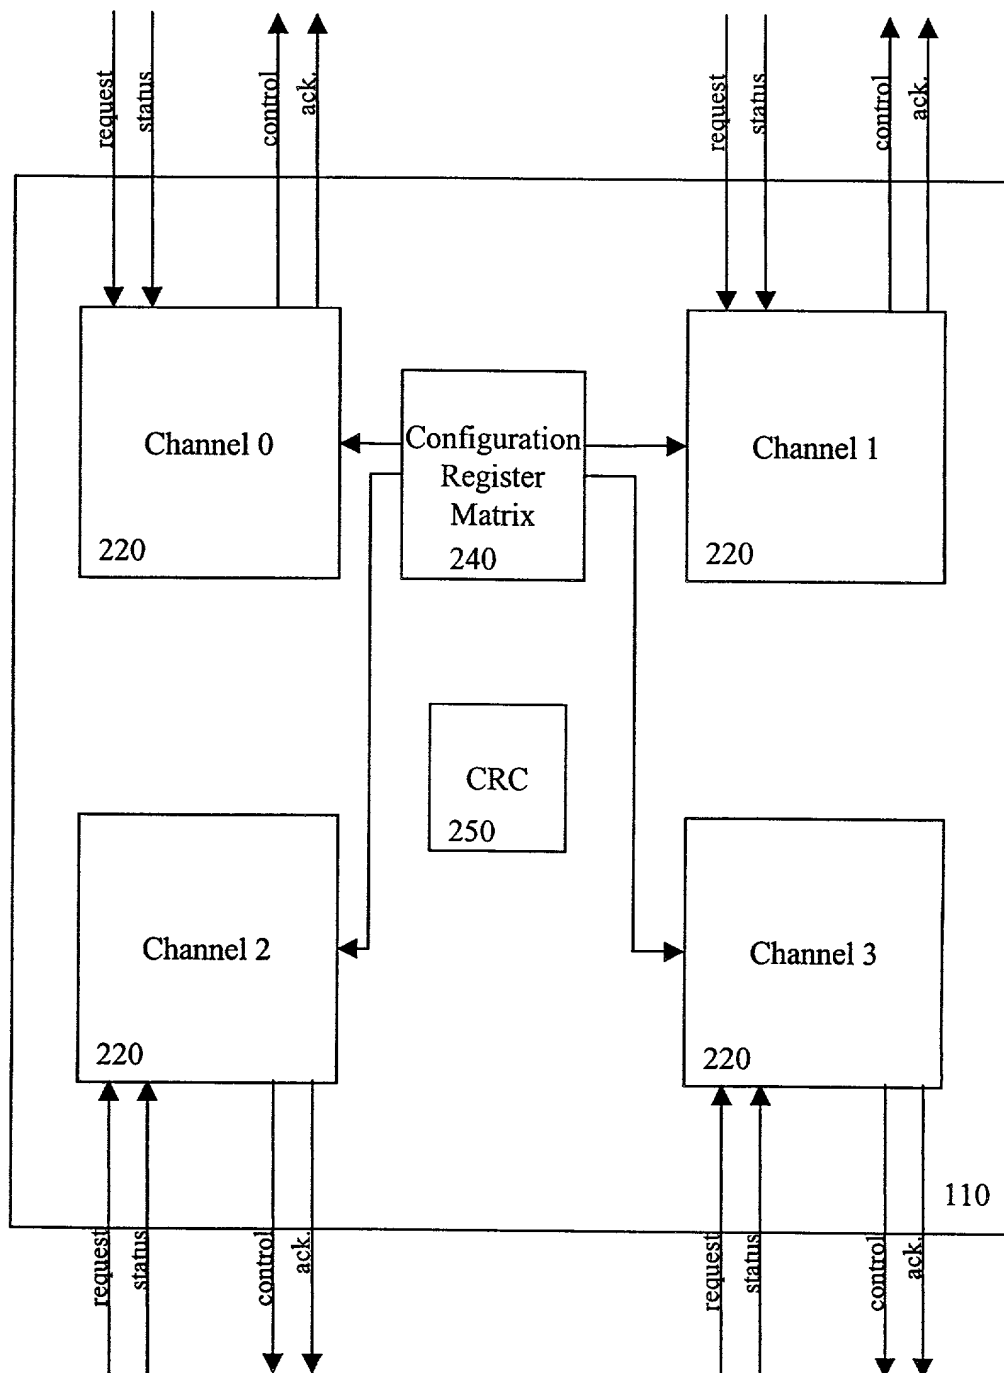 request
status
control
ack.
request
status
control
ack.
Channel 0
220
Configuration
Register
Matrix
240
Channel 1
220
CRC
250
Channel 2
220
Channel 3
220
110
request
status
control
ack.
request
status
control
ack.